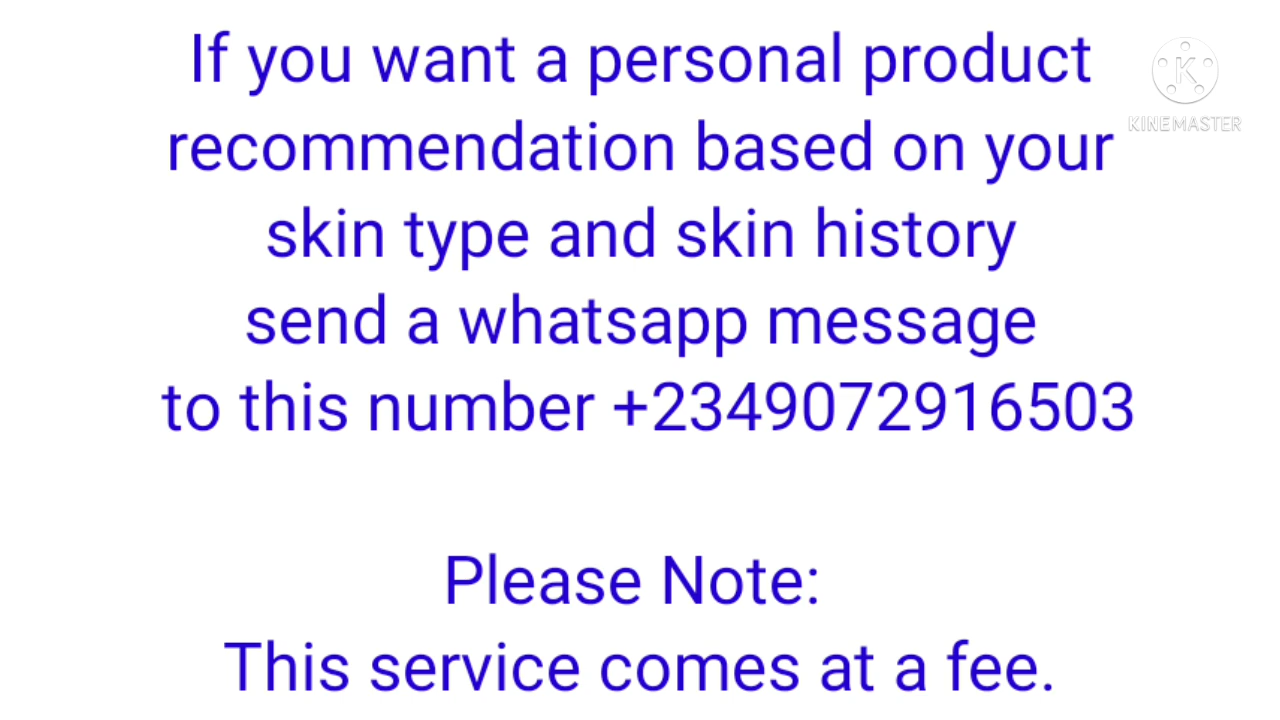 If you want a personal product
recommendation based on your
skin type and skin history
send a whatsapp message
to this number +2349072916503
Please Note:
This service comes at a fee.
K
KINEMASTER